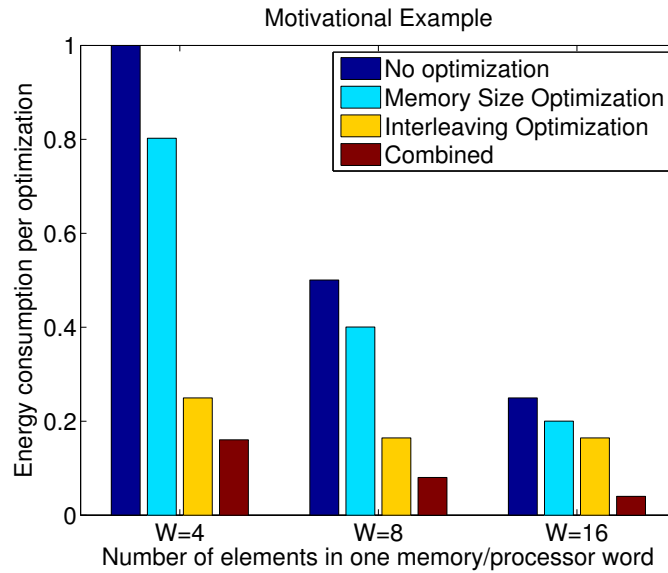 Motivational Example
No optimization
Memory Size Optimization
Interleaving Optimization
Combined
Energy consumption per optimization
1
0.8
0.6
0.4
0.2
0
W=4 W=8 W=16
Number of elements in one memory/processor word